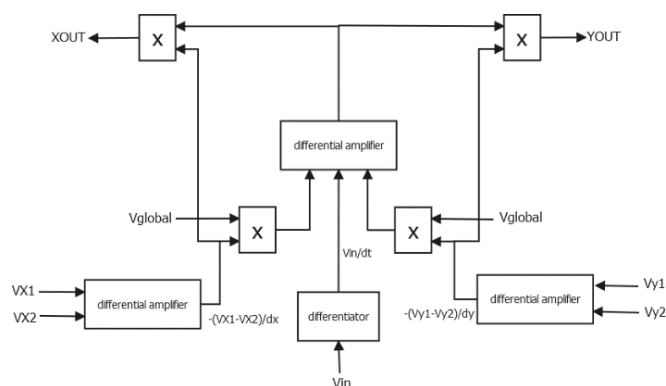 XOUT
X
X
YOUT
differential amplifier
Vglobal
X
X
Vglobal
Vin/dt
VX1
VX2
differential amplifier
-(VX1-VX2)/dx
differentiator
-(Vy1-Vy2)/dy
differential amplifier
Vy1
Vy2
Vin